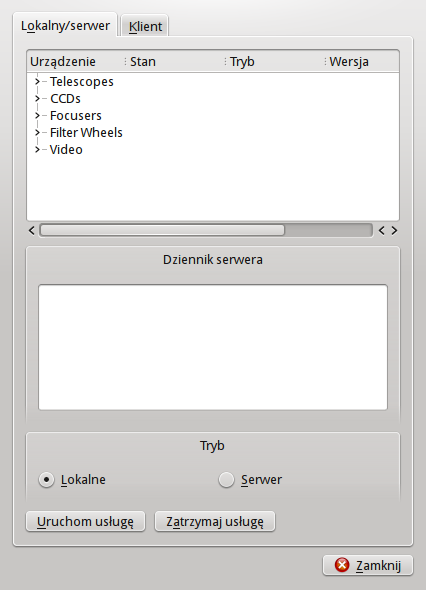 Lokalny/serwer Klient
Urządzenie Stan Tryb Wersja
Telescopes
CCDs
Focusers
Filter Wheels
Video
Dziennik serwera
Tryb
Lokalne Serwer
Uruchom usługę Zatrzymaj usługę
Zamknij